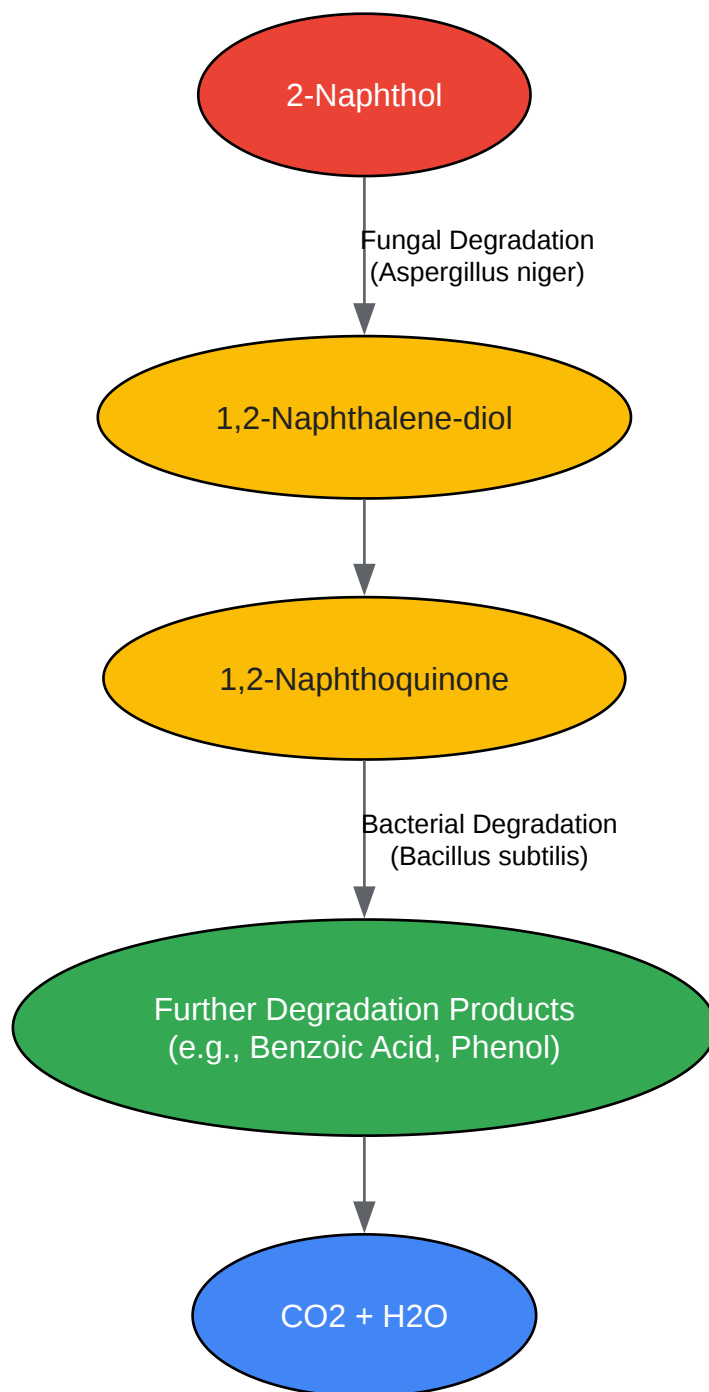 2-Naphthol
Fungal Degradation
(Aspergillus niger)
1,2-Naphthalene-diol
1,2-Naphthoquinone
Bacterial Degradation
(Bacillus subtilis)
Further Degradation Products
(e.g., Benzoic Acid, Phenol)
CO2 + H2O